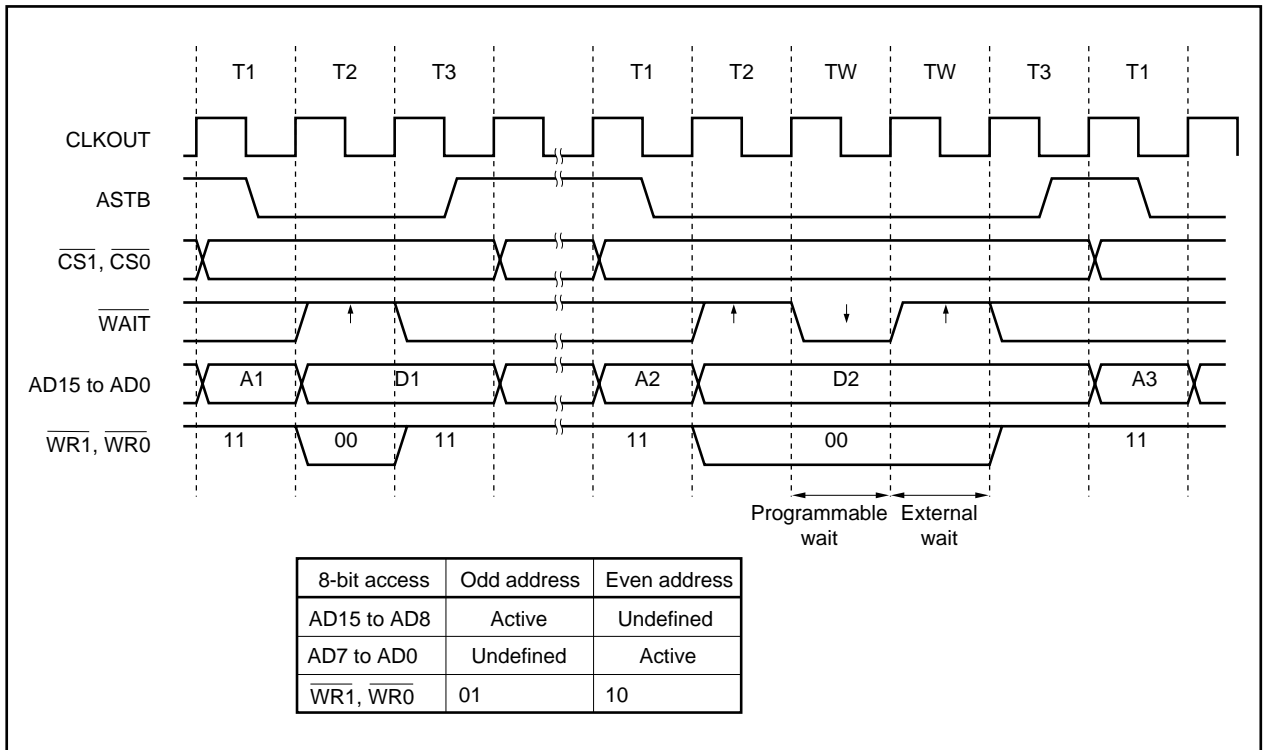 T1 T2 T3 T1 T2 TW TW T3 T1
CLKOUT
ASTB
CS1, CS0
WAIT
AD15 to AD0 A1 D1 A2 D2 A3
WR1, WR0 11 00 11 11 00 11
Programmable wait
External wait
8-bit access Odd address Even address
AD15 to AD8 Active Undefined
AD7 to AD0 Undefined Active
WR1, WR0 01 10